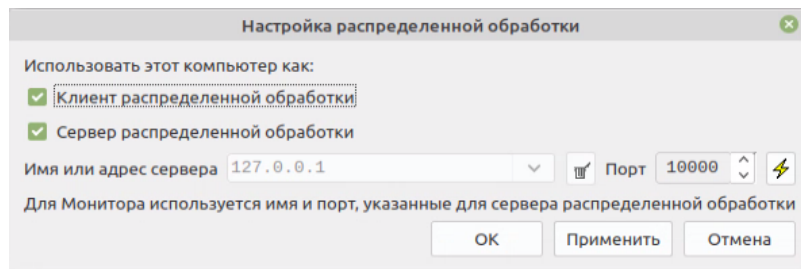 Настройка распределенной обработки
Использовать этот компьютер как:
Клиент распределенной обработки
Сервер распределенной обработки
Имя или адрес сервера 127.0.0.1 Порт 10000
Для Монитора используется имя и порт, указанные для сервера распределенной обработки
ОК Применить Отмена